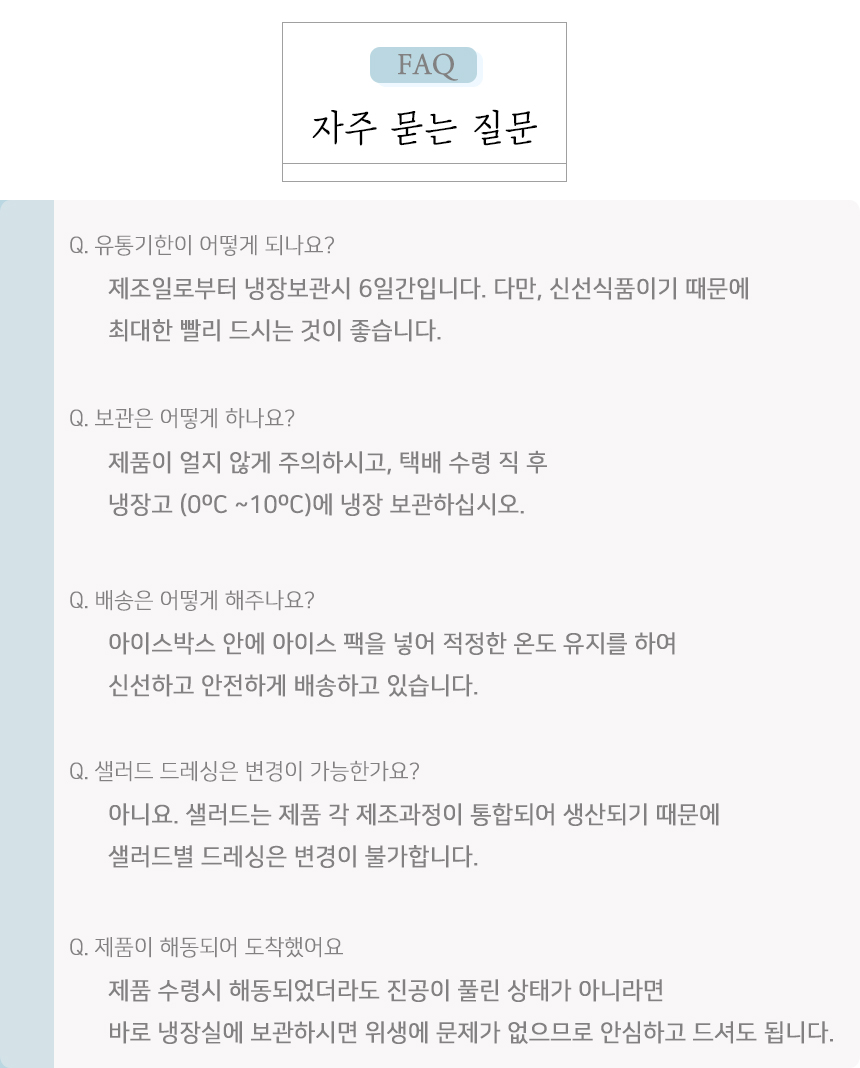 FAQ
자주 묻는 질문
Q. 유통기한이 어떻게 되나요?
제조일로부터 냉장보관시 6일간입니다. 다만, 신선식품이기 때문에
최대한 빨리 드시는 것이 좋습니다.
Q. 보관은 어떻게 하나요?
제품이 얼지 않게 주의하시고, 택배 수령 직 후
냉장고 (0ºC ~10ºC)에 냉장 보관하십시오.
Q. 배송은 어떻게 해주나요?
아이스박스 안에 아이스 팩을 넣어 적정한 온도 유지를 하여
신선하고 안전하게 배송하고 있습니다.
Q. 샐러드 드레싱은 변경이 가능한가요?
아니요. 샐러드는 제품 각 제조과정이 통합되어 생산되기 때문에
샐러드별 드레싱은 변경이 불가합니다.
Q. 제품이 해동되어 도착했어요
제품 수령시 해동되었더라도 진공이 풀린 상태가 아니라면
바로 냉장실에 보관하시면 위생에 문제가 없으므로 안심하고 드셔도 됩니다.